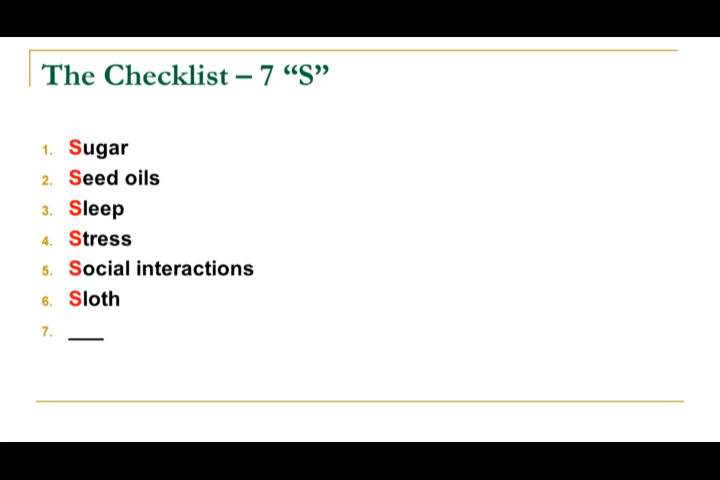 The Checklist – 7 “S”
1. Sugar
2. Seed oils
3. Sleep
4. Stress
5. Social interactions
6. Sloth
7. ___